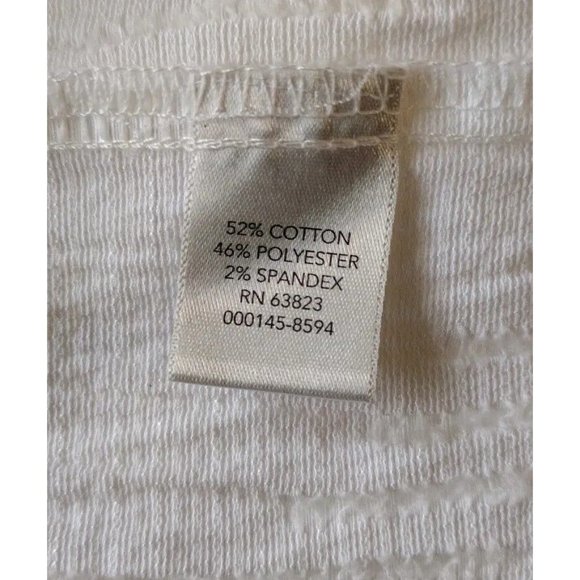 52% COTTON
46% POLYESTER
2% SPANDEX
RN 63823
000145-8594